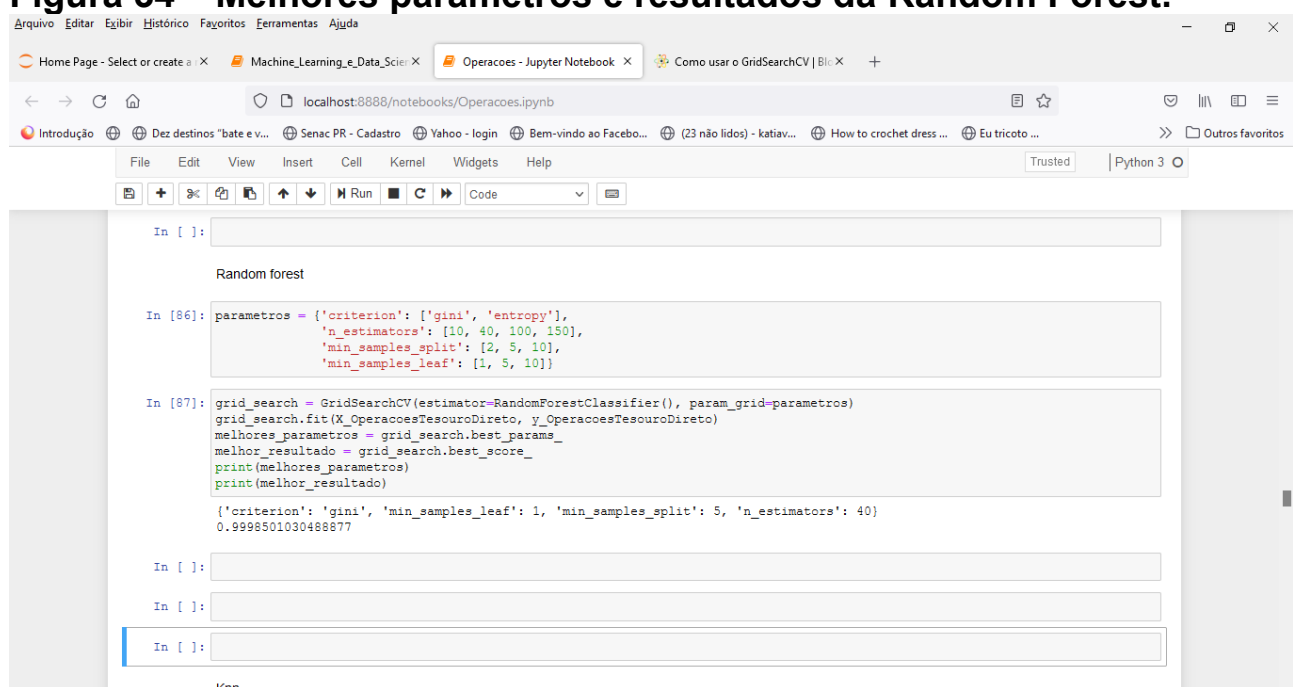 Figura 34 – Melhores parâmetros e resultados da Random Forest.
Arquivo Editar Exibir Histórico Favoritos Ferramentas Ajuda
Home Page - Select or create a
Machine_Learning_e_Data_Scien
Operacoes - Jupyter Notebook
Como usar o GridSearchCV | Blo
localhost:8888/notebooks/Operacoes.ipynb
Introdução
Dez destinos "bate e v...
Senac PR - Cadastro
Yahoo - login
Bem-vindo ao Facebo...
(23 não lidos) - katiav...
How to crochet dress ...
Eu tricoto ...
Outros favoritos
File Edit View Insert Cell Kernel Widgets Help
Trusted
Python 3
Run
Code
In [ ]:
Random forest
In [86]: parametros = {'criterion': ['gini', 'entropy'],
'n_estimators': [10, 40, 100, 150],
'min_samples_split': [2, 5, 10],
'min_samples_leaf': [1, 5, 10]}
In [87]: grid_search = GridSearchCV(estimator=RandomForestClassifier(), param_grid=parametros)
grid_search.fit(X_OperacoesTesouroDireto, y_OperacoesTesouroDireto)
melhores_parametros = grid_search.best_params_
melhor_resultado = grid_search.best_score_
print(melhores_parametros)
print(melhor_resultado)
{'criterion': 'gini', 'min_samples_leaf': 1, 'min_samples_split': 5, 'n_estimators': 40}
0.9998501030488877
In [ ]:
In [ ]:
In [ ]:
Knn